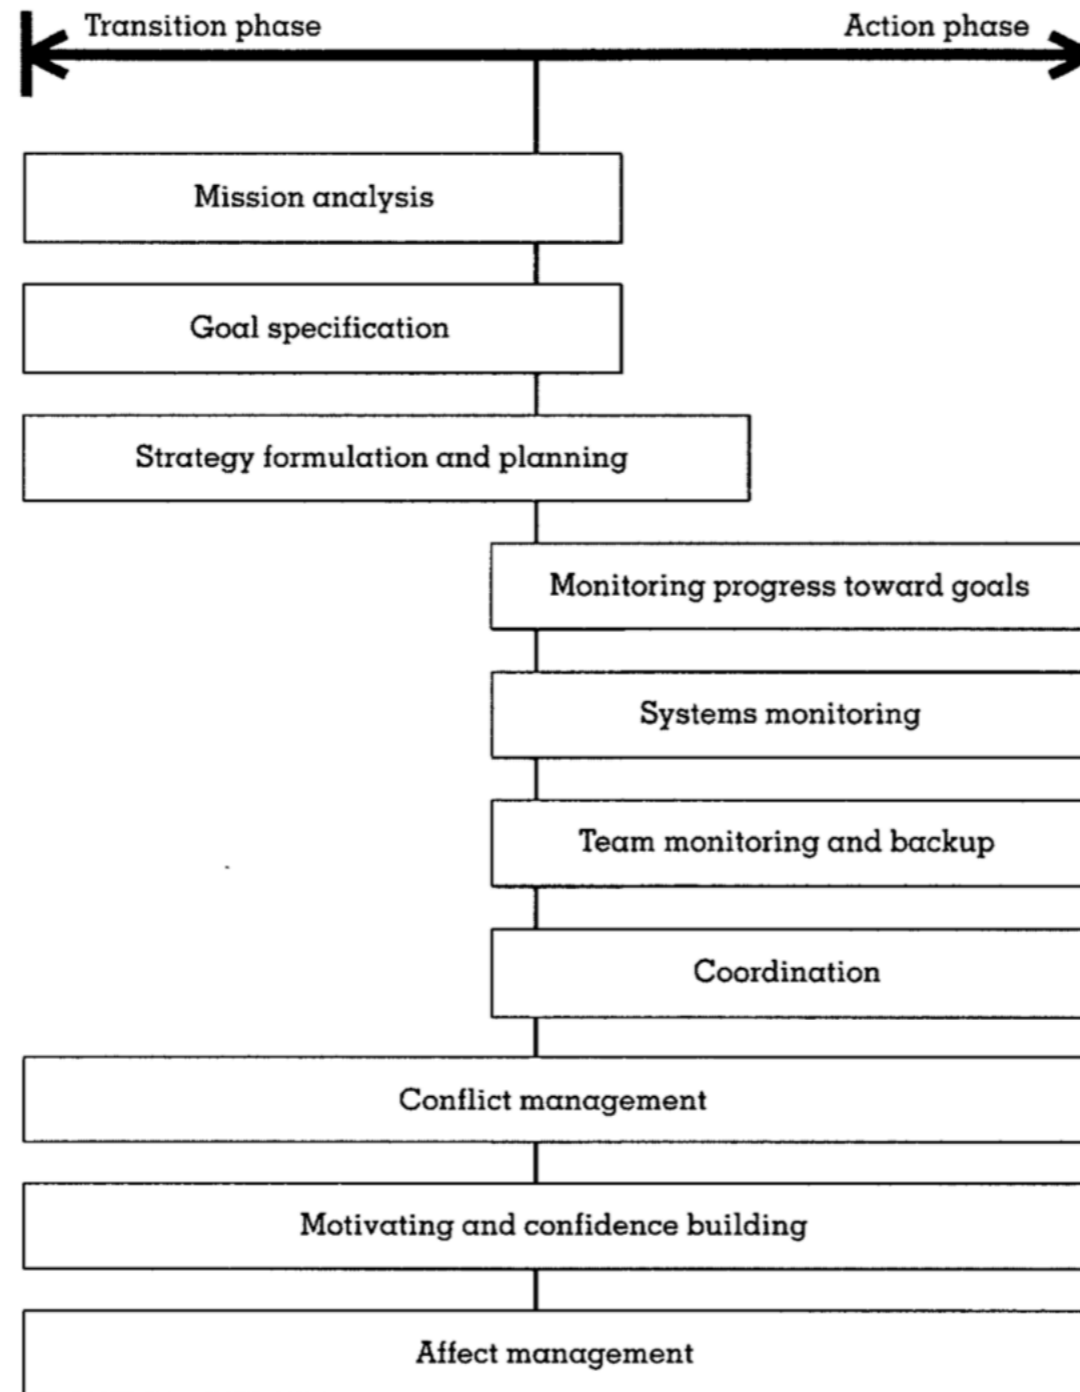 Transition phase
Action phase
Mission analysis
Goal specification
Strategy formulation and planning
Monitoring progress toward goals
Systems monitoring
Team monitoring and backup
Coordination
Conflict management
Motivating and confidence building
Affect management